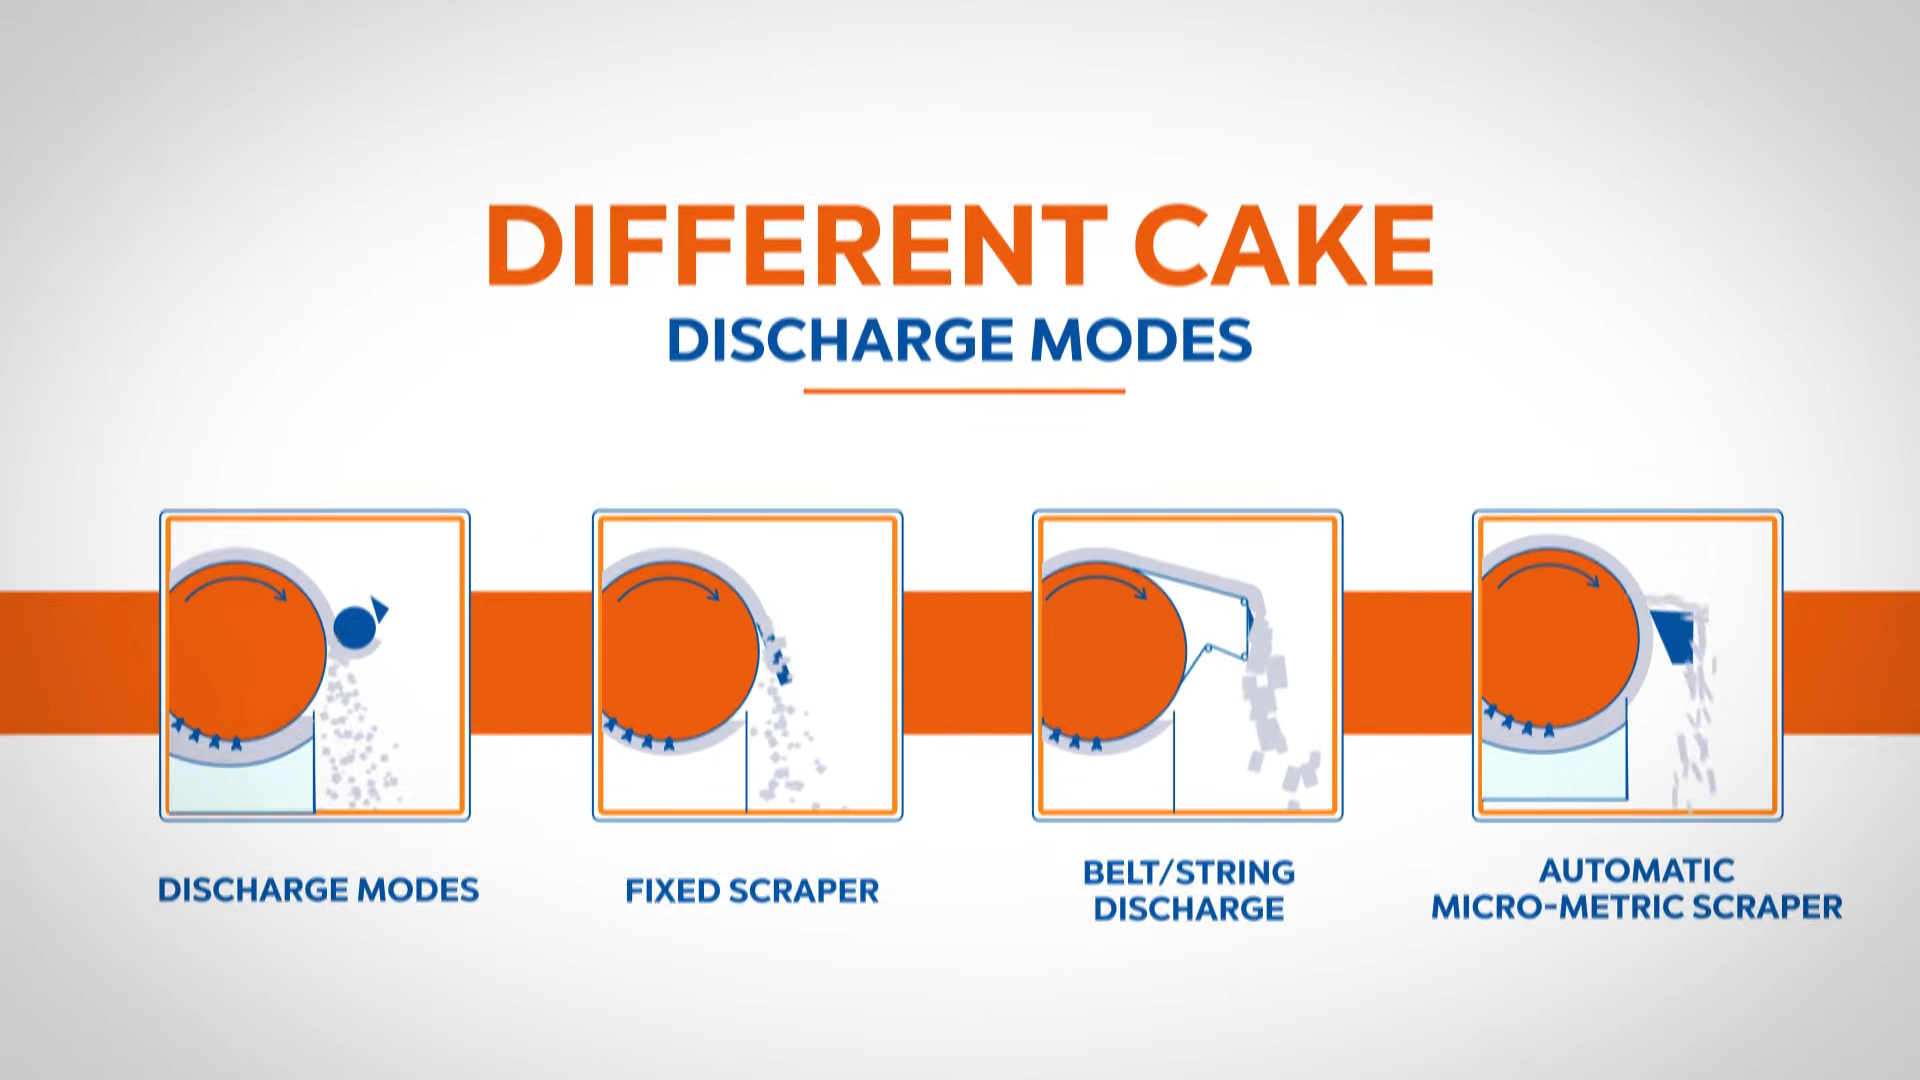 DIFFERENT CAKE
DISCHARGE MODES
DISCHARGE MODES
FIXED SCRAPER
BELT/STRING
DISCHARGE
AUTOMATIC
MICRO-METRIC SCRAPER